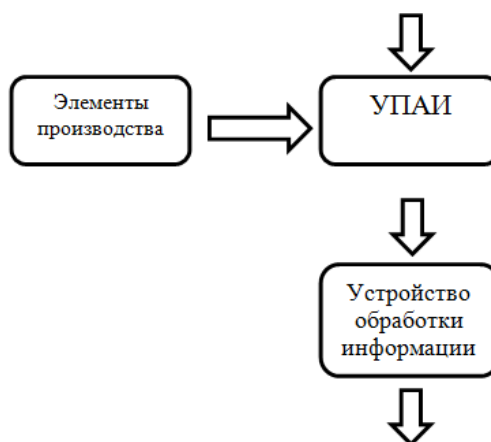 Элементы
производства
УПАИ
Устройство
обработки
информации